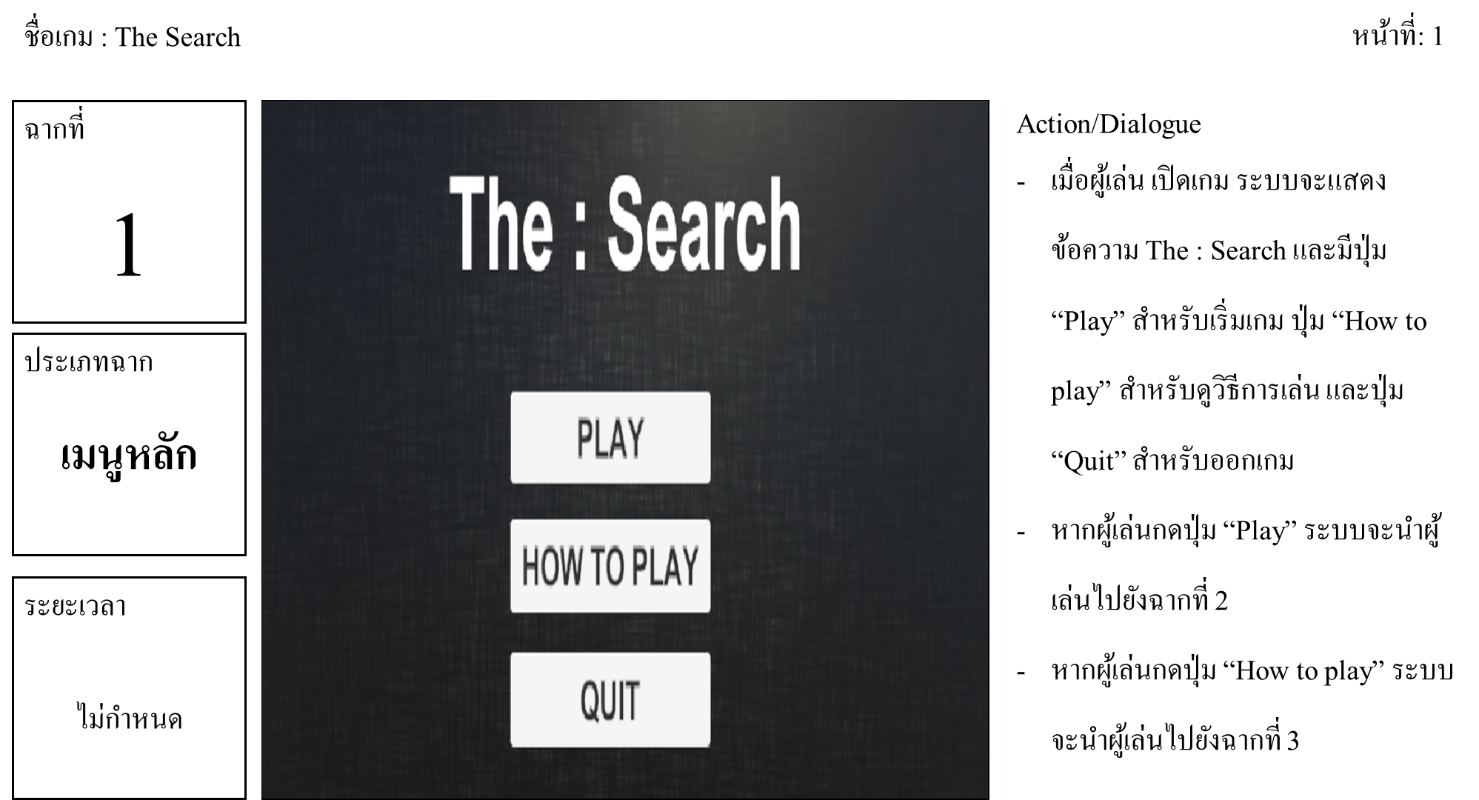 ชื่อเกม : The Search
หน้าที่: 1
ฉากที่
1
ประเภทฉาก
เมนูหลัก
ระยะเวลา
ไม่กำหนด
The : Search
PLAY
HOW TO PLAY
QUIT
Action/Dialogue
- เมื่อผู้เล่น เปิดเกม ระบบจะแสดง
ข้อความ The : Search และมีปุ่ม
“Play” สำหรับเริ่มเกม ปุ่ม “How to
play” สำหรับดูวิธีการเล่น และปุ่ม
“Quit” สำหรับออกเกม
- หากผู้เล่นกดปุ่ม “Play” ระบบจะนำผู้
เล่นไปยังฉากที่ 2
- หากผู้เล่นกดปุ่ม “How to play” ระบบ
จะนำผู้เล่นไปยังฉากที่ 3